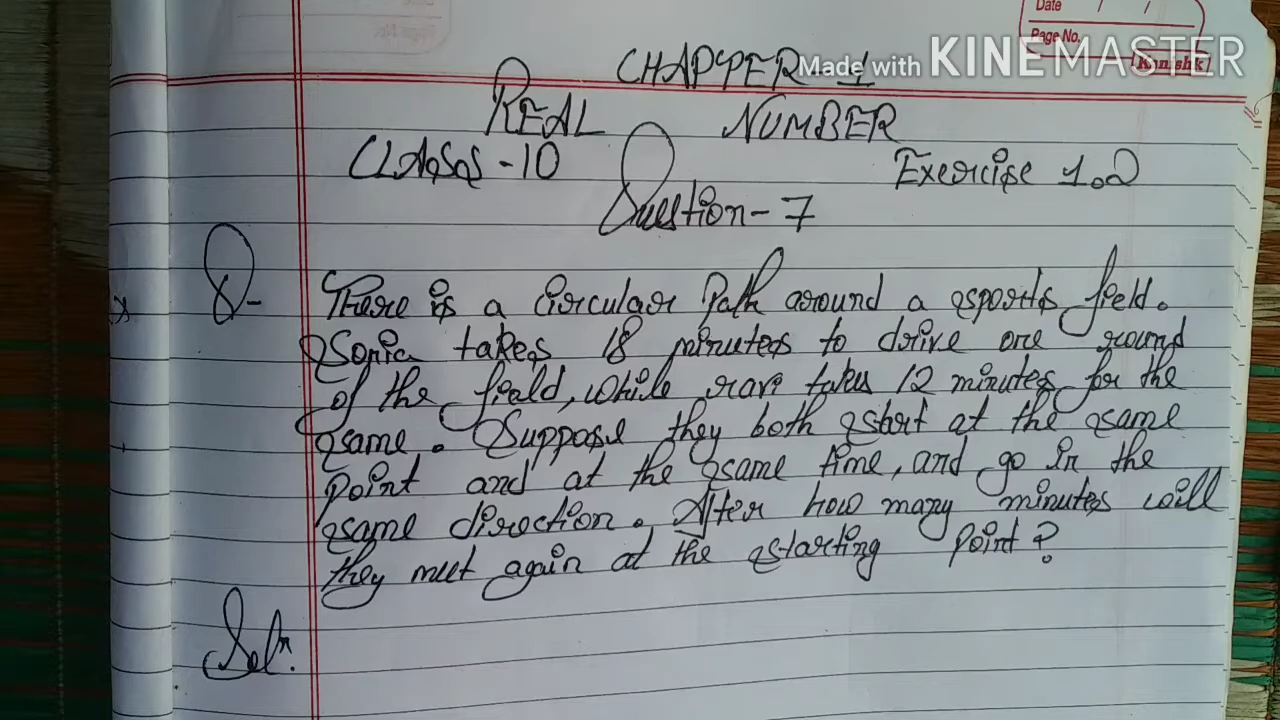 Date / /
Page No.
Made with KINEMASTER
Kanishk
CHAPTER-1
REAL NUMBER
CLASS-10 Exercise 1.2
Question-7
Q- There is a circular Path around a sports field.
Sonia takes 18 minutes to drive one round
of the field, while ravi takes 12 minutes for the
same. Suppose they both start at the same
point and at the same time, and go in the
same direction. After how many minutes will
they meet again at the starting Point?
Solⁿ.